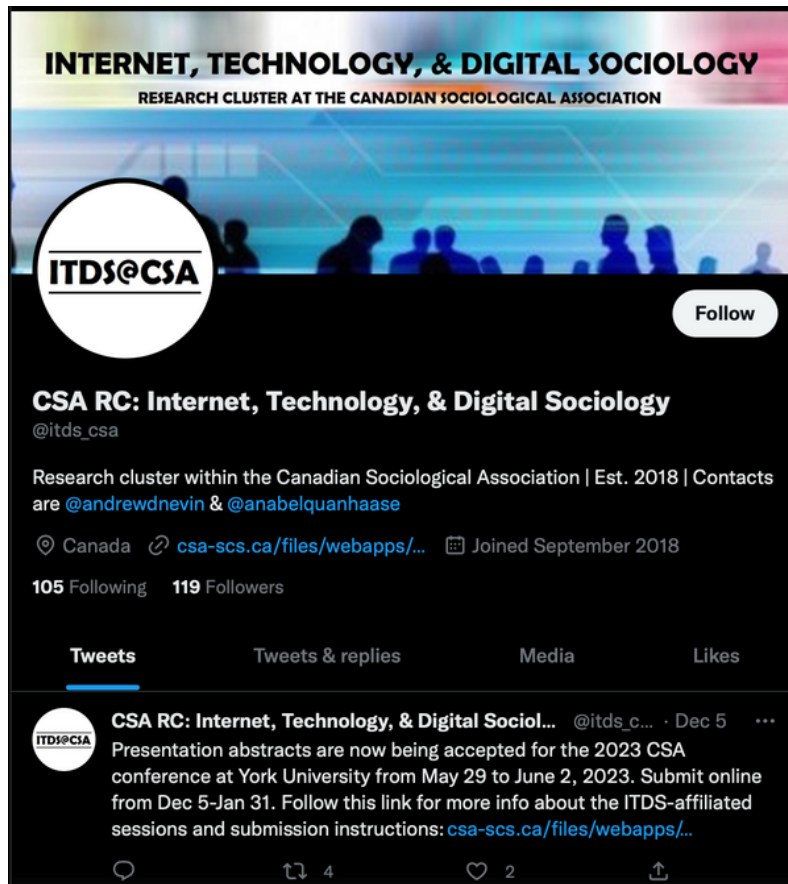 INTERNET, TECHNOLOGY, & DIGITAL SOCIOLOGY
RESEARCH CLUSTER AT THE CANADIAN SOCIOLOGICAL ASSOCIATION
ITDS@CSA
Follow
CSA RC: Internet, Technology, & Digital Sociology
@itds_csa
Research cluster within the Canadian Sociological Association | Est. 2018 | Contacts
are @andrewdnevin & @anabelquanhaase
Canada csa-scs.ca/files/webapps/... Joined September 2018
105 Following 119 Followers
Tweets Tweets & replies Media Likes
ITDS@CSA
CSA RC: Internet, Technology, & Digital Sociol... @itds_c... · Dec 5
Presentation abstracts are now being accepted for the 2023 CSA
conference at York University from May 29 to June 2, 2023. Submit online
from Dec 5-Jan 31. Follow this link for more info about the ITDS-affiliated
sessions and submission instructions: csa-scs.ca/files/webapps/...
4 2